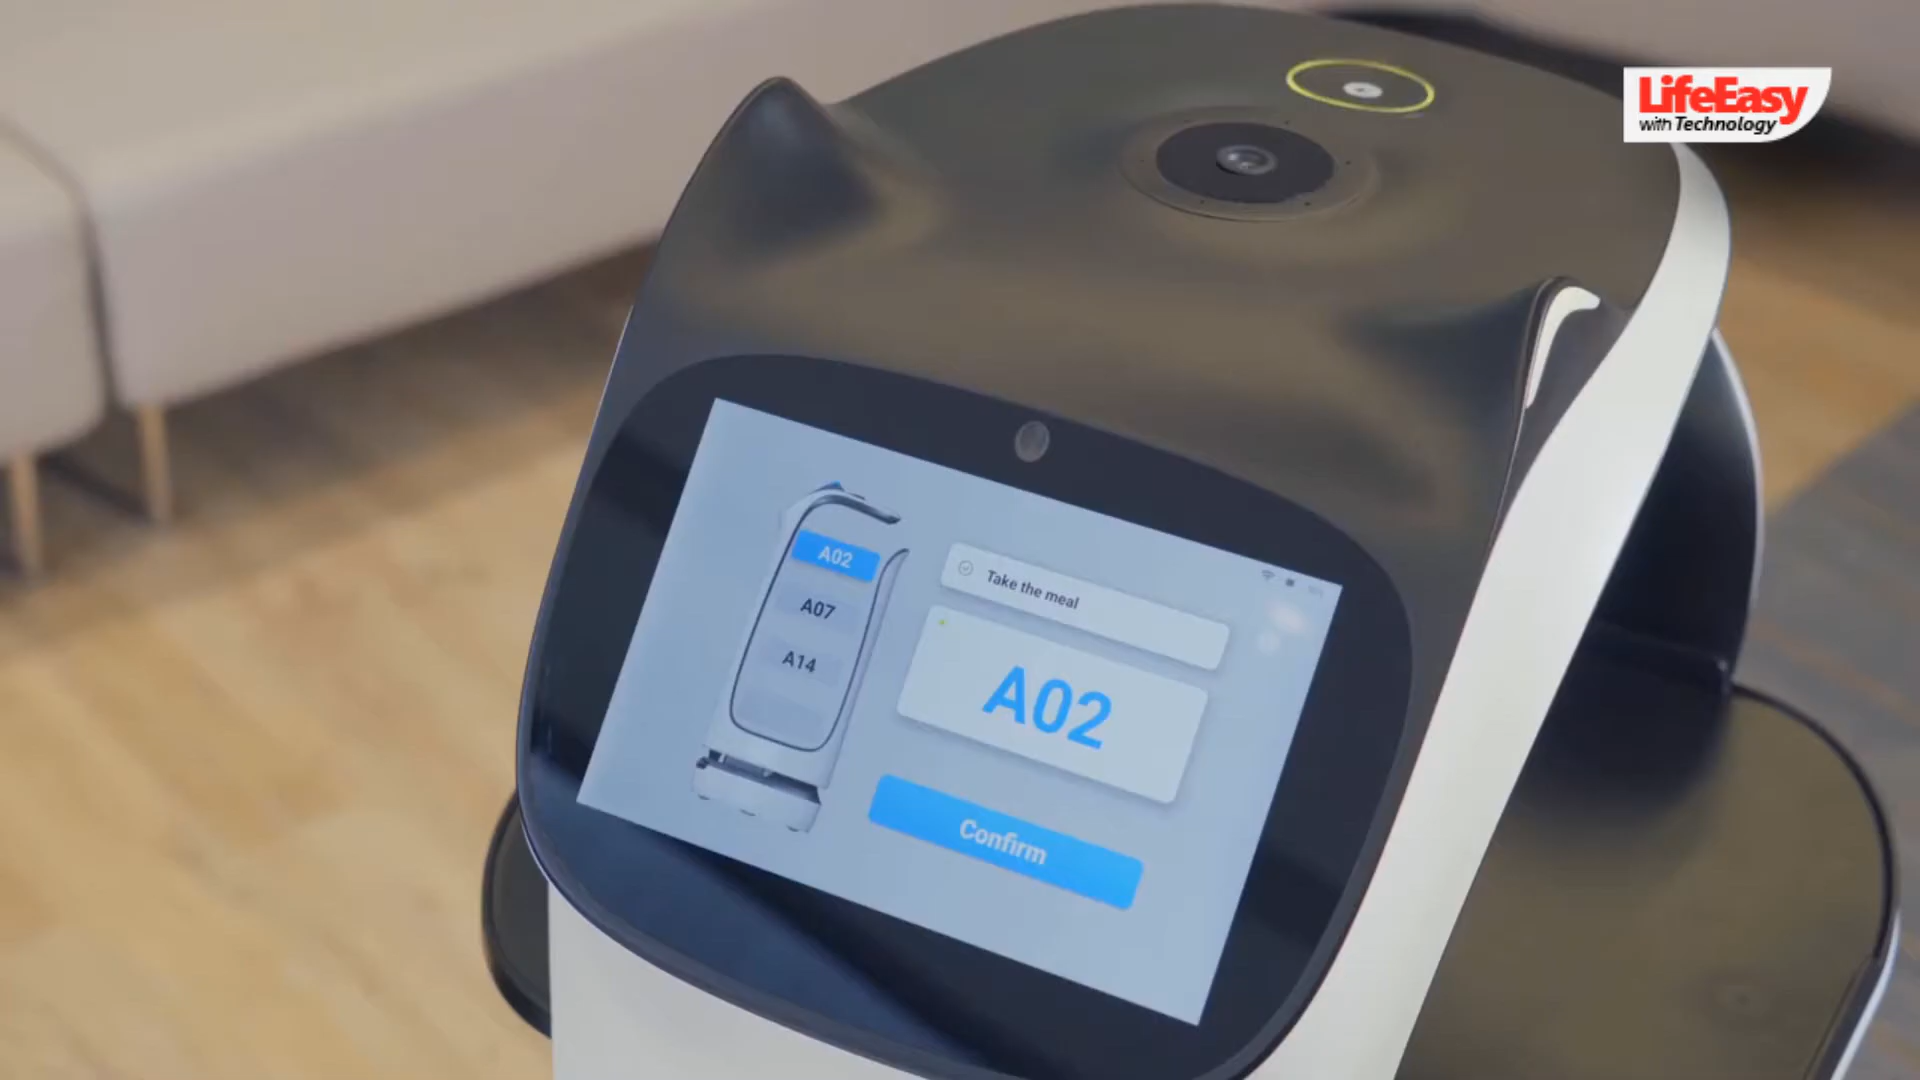 LifeEasy
with Technology
A02
A07
A14
Take the meal
A02
Confirm